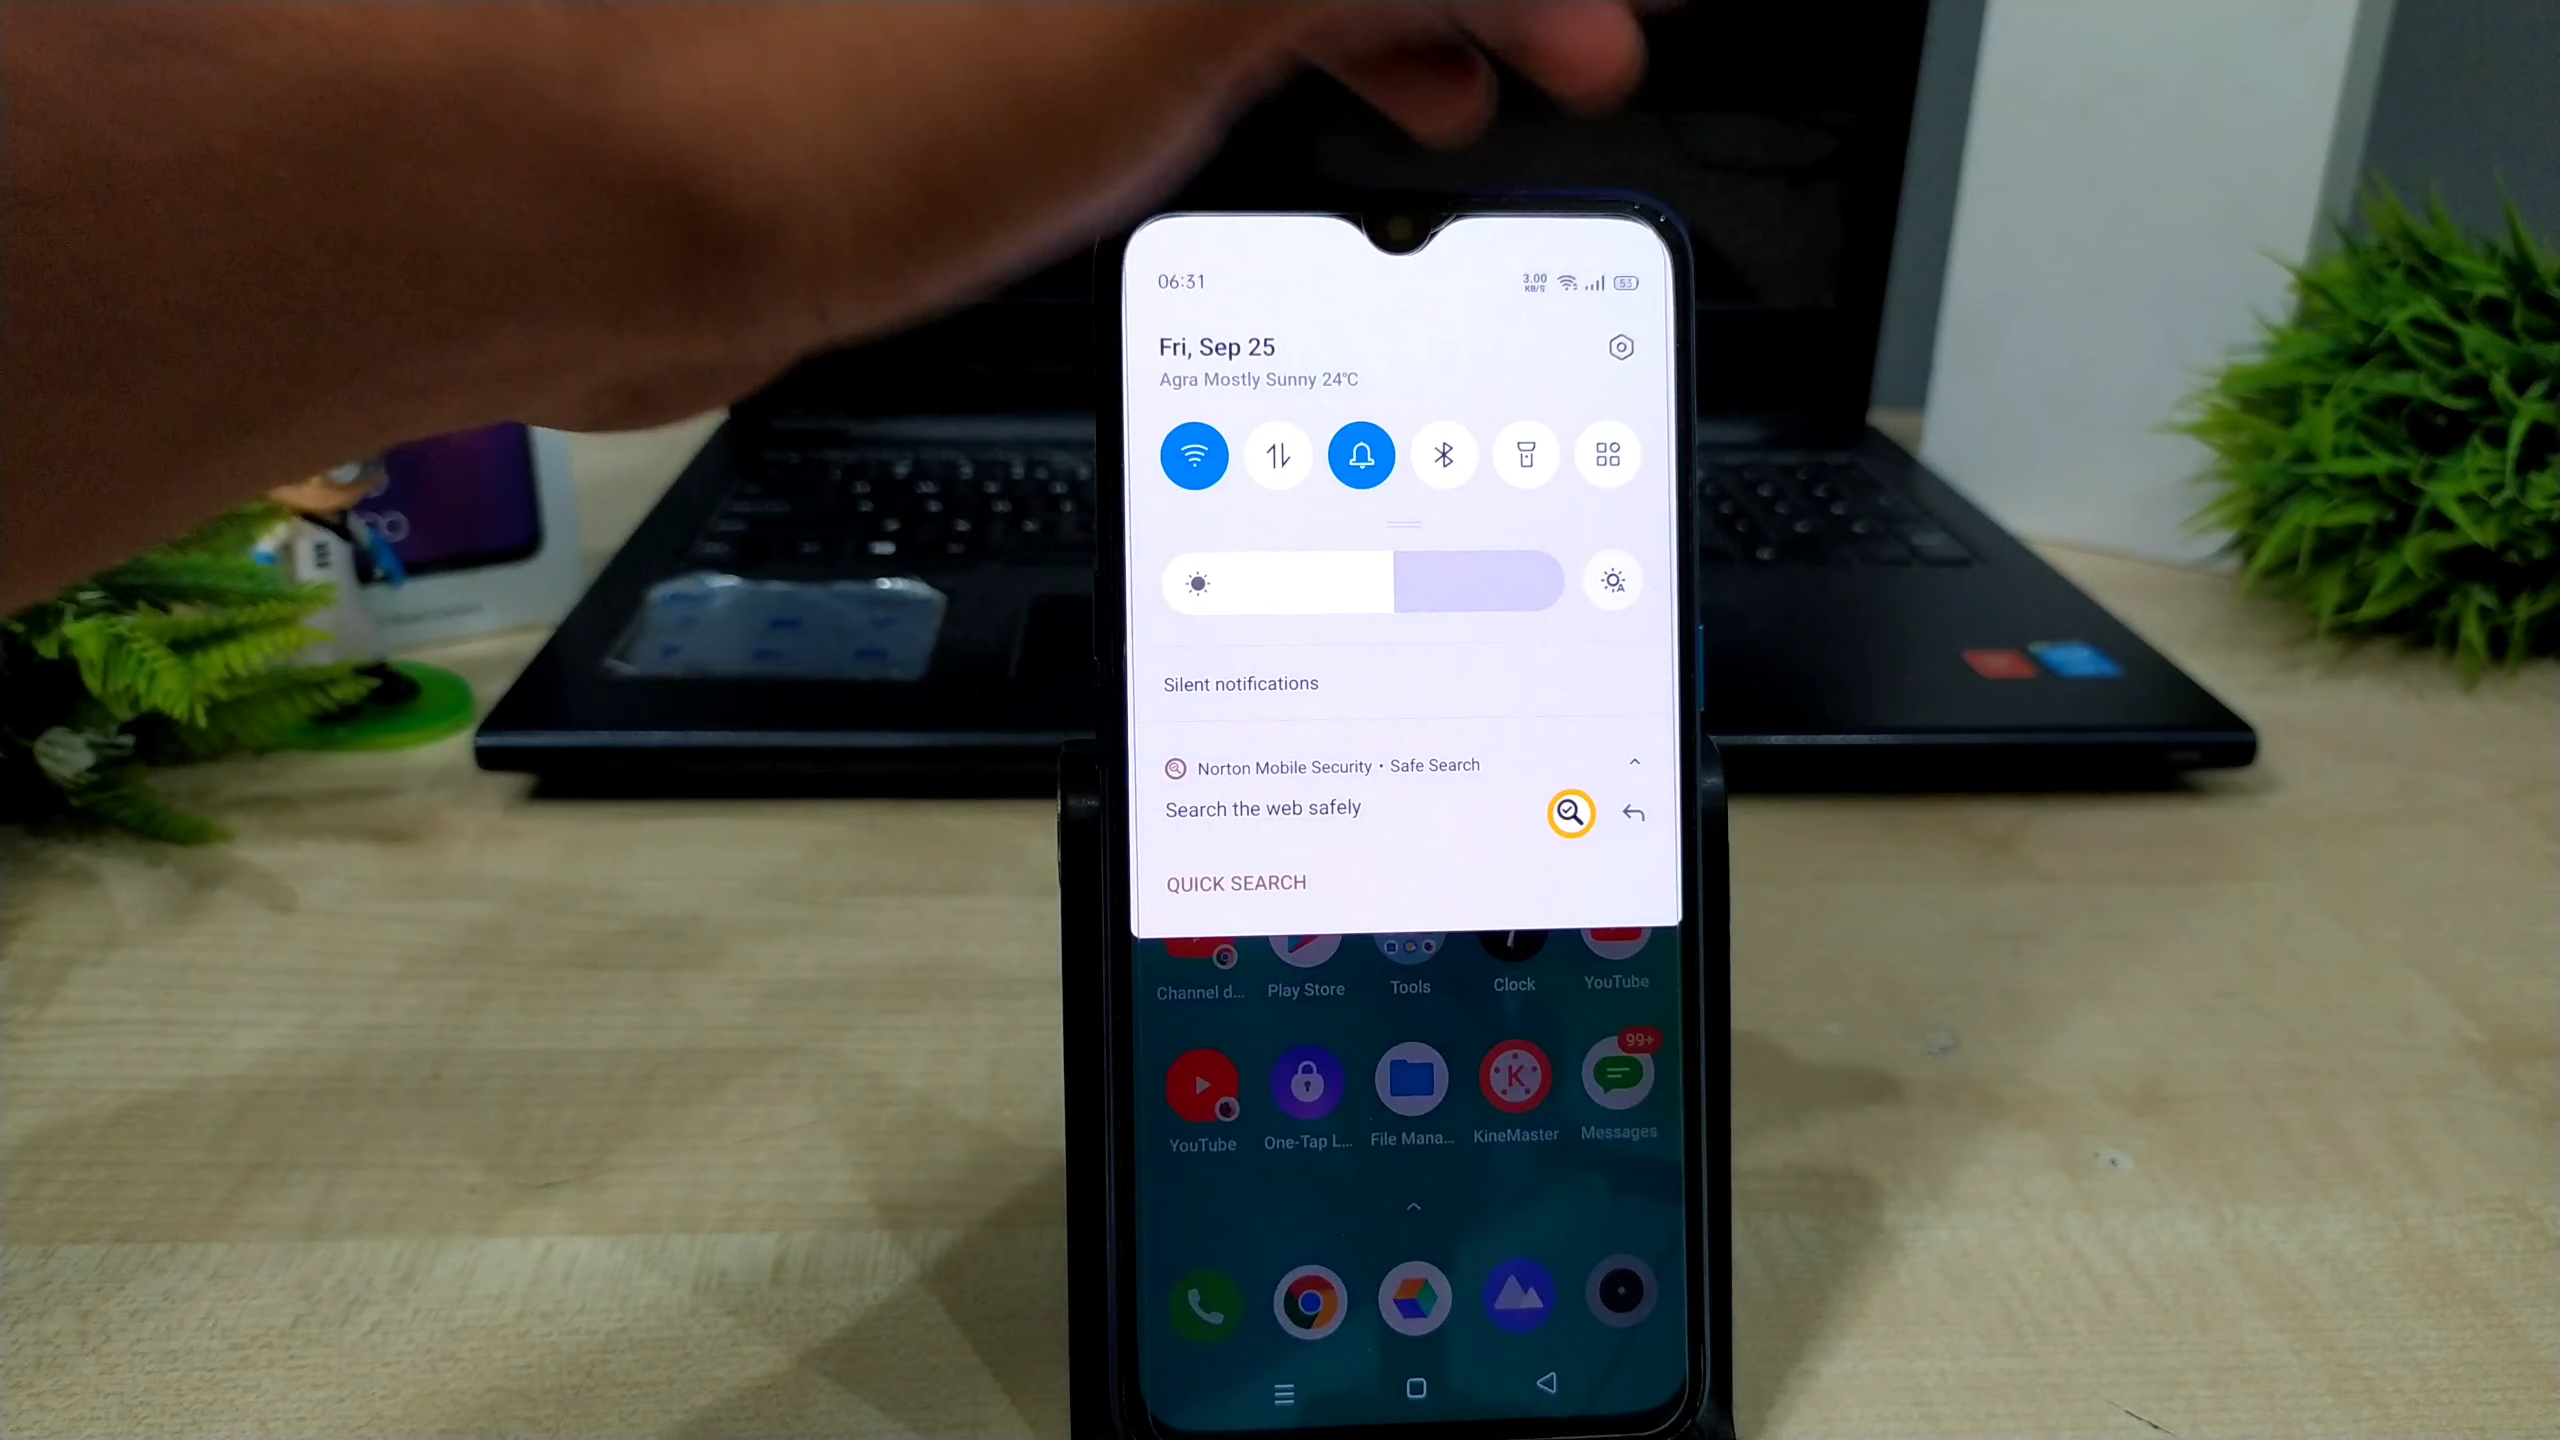 06:31
3.00
KB/S
53
Fri, Sep 25
Agra Mostly Sunny 24°C
Silent notifications
Norton Mobile Security • Safe Search
Search the web safely
QUICK SEARCH
Channel d...
Play Store
Tools
Clock
YouTube
99+
YouTube
One-Tap L...
File Mana...
KineMaster
Messages